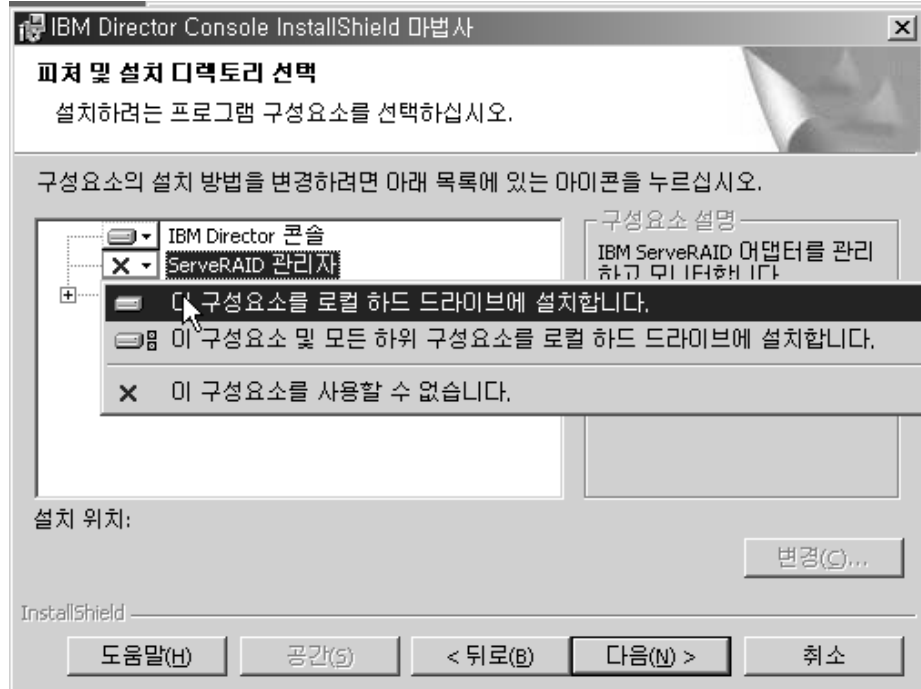 IBM Director Console InstallShield 마법사
피처 및 설치 디렉토리 선택
설치하려는 프로그램 구성요소를 선택하십시오.
구성요소의 설치 방법을 변경하려면 아래 목록에 있는 아이콘을 누르십시오.
IBM Director 콘솔
ServeRAID 관리자
구성요소 설명
IBM ServeRAID 어댑터를 관리
하고 모니터합니다.
이 구성요소를 로컬 하드 드라이브에 설치합니다.
이 구성요소 및 모든 하위 구성요소를 로컬 하드 드라이브에 설치합니다.
이 구성요소를 사용할 수 없습니다.
설치 위치:
변경(C)...
InstallShield
도움말(H)
공간(S)
< 뒤로(B)
다음(N) >
취소